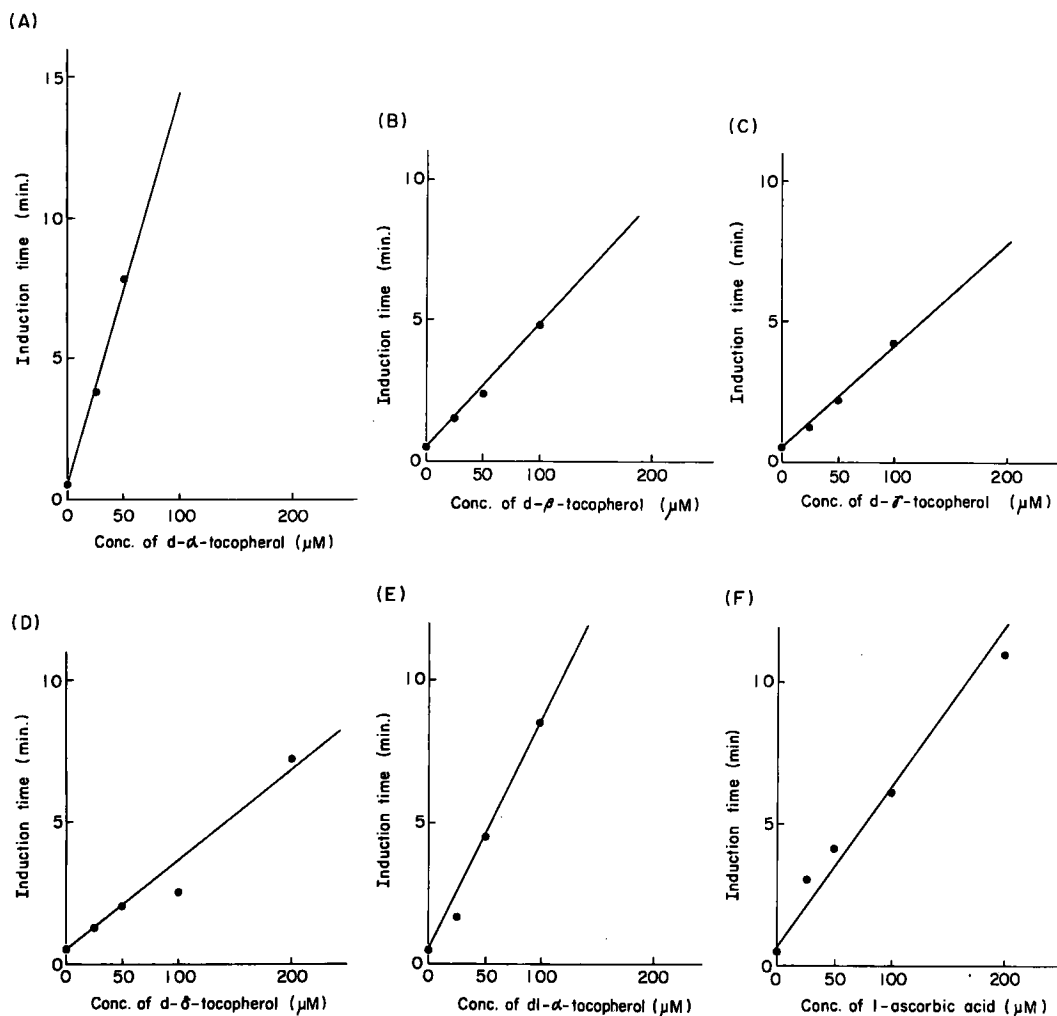 (A)
Induction time (min.)
15
10
5
0
0 50 100 200
Conc. of d-α-tocopherol (μM)
(B)
Induction time (min.)
10
5
0
0 50 100 200
Conc. of d-β-tocopherol (μM)
(C)
Induction time (min.)
10
5
0
0 50 100 200
Conc. of d-γ-tocopherol (μM)
(D)
Induction time (min.)
10
5
0
0 50 100 200
Conc. of d-δ-tocopherol (μM)
(E)
Induction time (min.)
10
5
0
0 50 100 200
Conc. of dl-α-tocopherol (μM)
(F)
Induction time (min)
10
5
0
0 50 100 200
Conc. of l-ascorbic acid (μM)